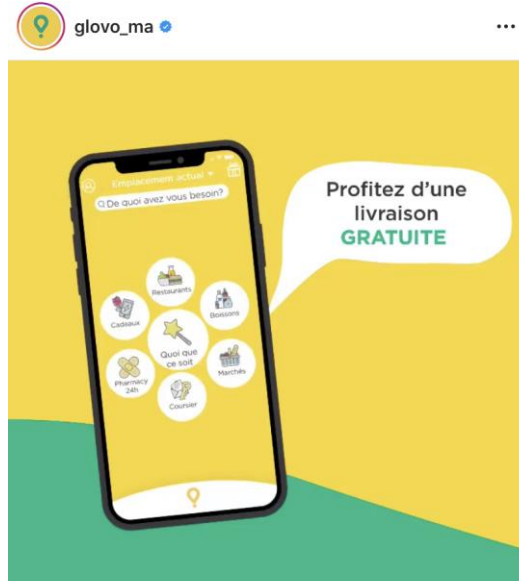 glovo_ma
Emplacement actual
De quoi avez vous besoin?
Profitez d'une
livraison
GRATUITE
Restaurants
Cadeaux
Boissons
Quoi que
ce soit
Pharmacy
24h
Marchés
Coursier